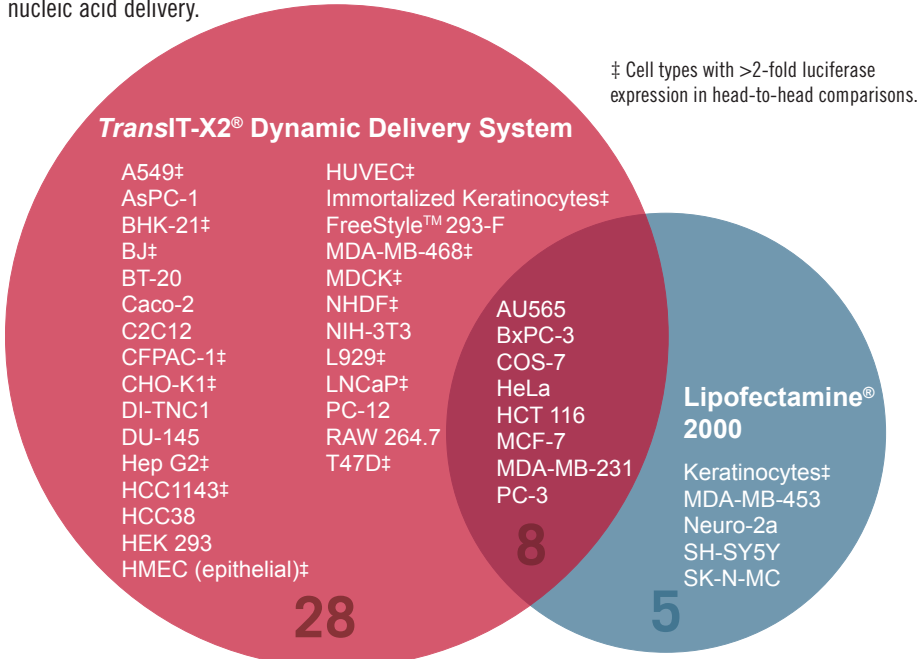 nucleic acid delivery.
‡ Cell types with >2-fold luciferase
expression in head-to-head comparisons.
TransIT-X2® Dynamic Delivery System
A549‡
AsPC-1
BHK-21‡
BJ‡
BT-20
Caco-2
C2C12
CFPAC-1‡
CHO-K1‡
DI-TNC1
DU-145
Hep G2‡
HCC1143‡
HCC38
HEK 293
HMEC (epithelial)‡
HUVEC‡
Immortalized Keratinocytes‡
FreeStyle™ 293-F
MDA-MB-468‡
MDCK‡
NHDF‡
NIH-3T3
L929‡
LNCaP‡
PC-12
RAW 264.7
T47D‡
28
AU565
BxPC-3
COS-7
HeLa
HCT 116
MCF-7
MDA-MB-231
PC-3
8
Lipofectamine®
2000
Keratinocytes‡
MDA-MB-453
Neuro-2a
SH-SY5Y
SK-N-MC
5